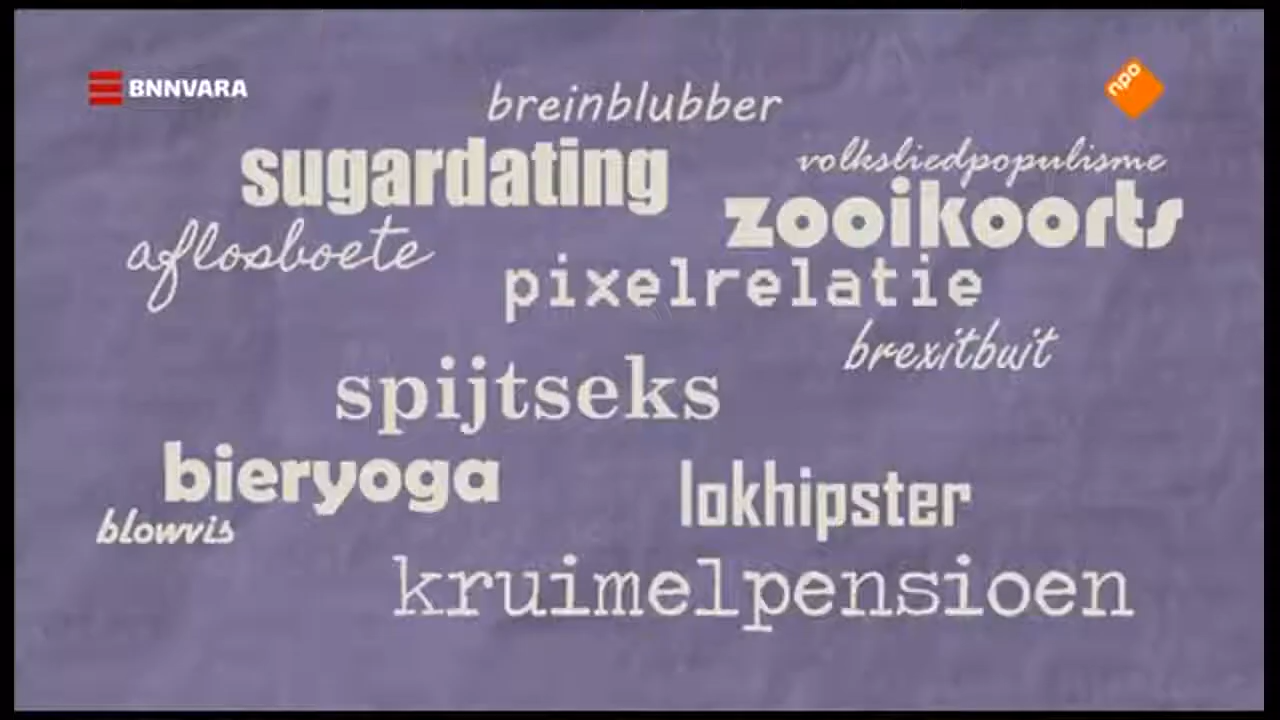 BNNVARA
npo
breinblubber
sugardating
volksliedpopulisme
zooikoorts
aflosboete
pixelrelatie
brexitbuit
spijtseks
bieryoga
lokhipster
blowvis
kruimelpensioen